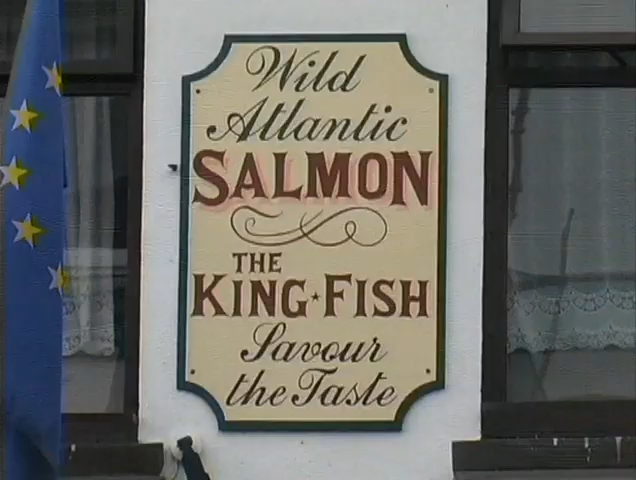 Wild
Atlantic
SALMON
THE
KING★FISH
Savour
the Taste